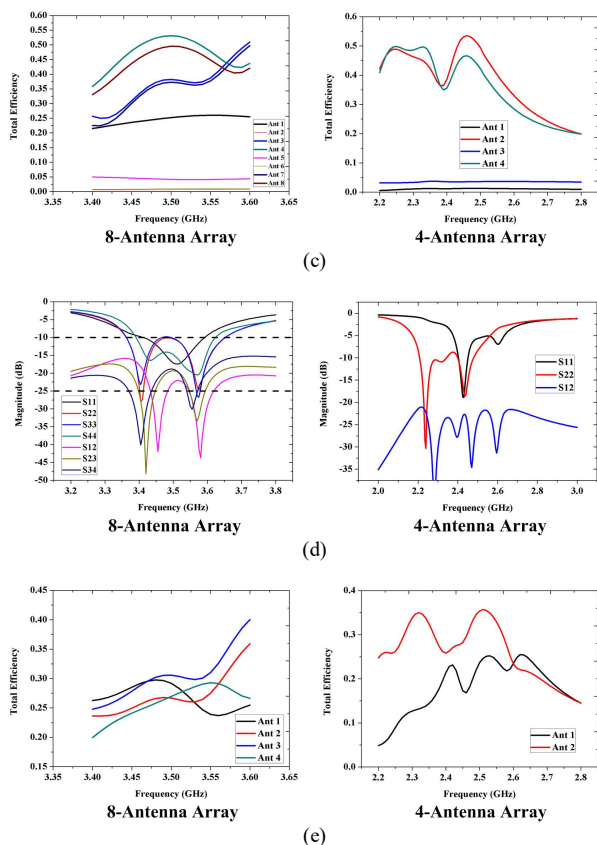 0.60
0.55
0.50
0.45
0.40
0.35
0.30
0.25
0.20
0.15
0.10
0.05
0.00
Total Efficiency
3.35 3.40 3.45 3.50 3.55 3.60 3.65
Frequency (GHz)
Ant 1
Ant 2
Ant 3
Ant 4
Ant 5
Ant 6
Ant 7
Ant 8
8-Antenna Array
0.6
0.5
0.4
0.3
0.2
0.1
0.0
Total Efficiency
2.2 2.3 2.4 2.5 2.6 2.7 2.8
Frequency (GHz)
Ant 1
Ant 2
Ant 3
Ant 4
4-Antenna Array
(c)
0
-5
-10
-15
-20
-25
-30
-35
-40
-45
-50
Magnitude (dB)
3.2 3.3 3.4 3.5 3.6 3.7 3.8
Frequency (GHz)
S11
S22
S33
S44
S12
S23
S34
8-Antenna Array
0
-5
-10
-15
-20
-25
-30
-35
Magnitude (dB)
2.0 2.2 2.4 2.6 2.8 3.0
Frequency (GHz)
S11
S22
S12
4-Antenna Array
(d)
0.45
0.40
0.35
0.30
0.25
0.20
0.15
Total Efficiency
3.35 3.40 3.45 3.50 3.55 3.60 3.65
Frequency (GHz)
Ant 1
Ant 2
Ant 3
Ant 4
8-Antenna Array
0.4
0.3
0.2
0.1
0.0
Total Efficiency
2.2 2.3 2.4 2.5 2.6 2.7 2.8
Frequency (GHz)
Ant 1
Ant 2
4-Antenna Array
(e)